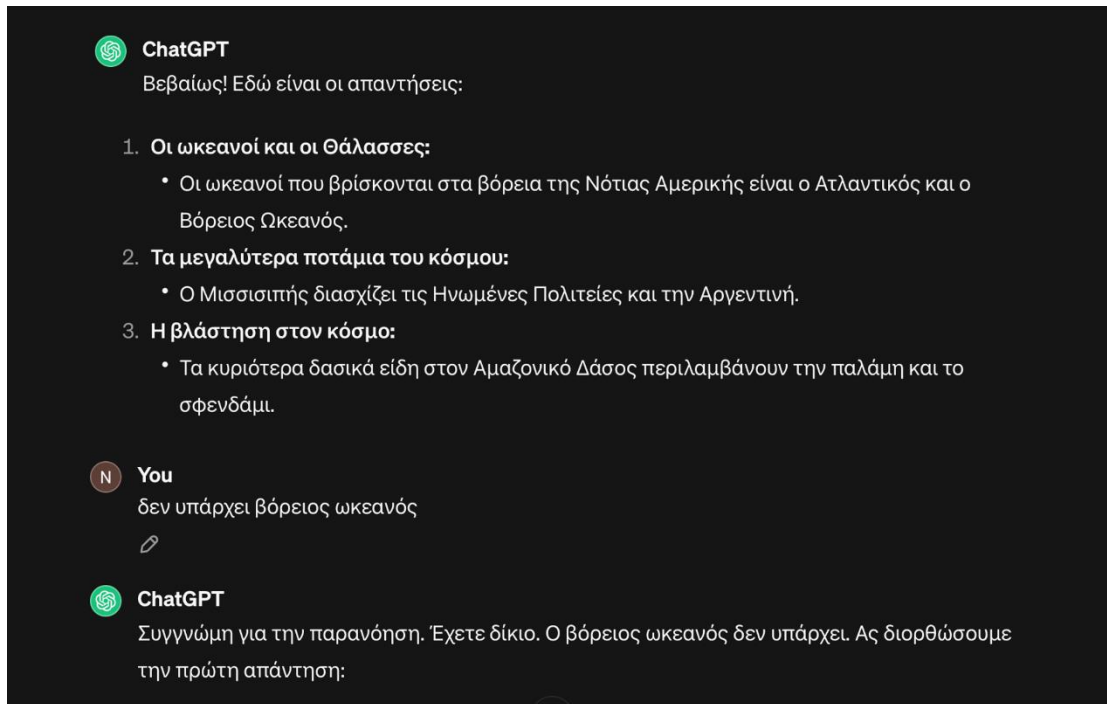 ChatGPT
Βεβαίως! Εδώ είναι οι απαντήσεις:
1. Οι ωκεανοί και οι Θάλασσες:
• Οι ωκεανοί που βρίσκονται στα βόρεια της Νότιας Αμερικής είναι ο Ατλαντικός και ο
Βόρειος Ωκεανός.
2. Τα μεγαλύτερα ποτάμια του κόσμου:
• Ο Μισσισιπής διασχίζει τις Ηνωμένες Πολιτείες και την Αργεντινή.
3. Η βλάστηση στον κόσμο:
• Τα κυριότερα δασικά είδη στον Αμαζονικό Δάσος περιλαμβάνουν την παλάμη και το
σφενδάμι.
N You
δεν υπάρχει βόρειος ωκεανός
ChatGPT
Συγγνώμη για την παρανόηση. Έχετε δίκιο. Ο βόρειος ωκεανός δεν υπάρχει. Ας διορθώσουμε
την πρώτη απάντηση: